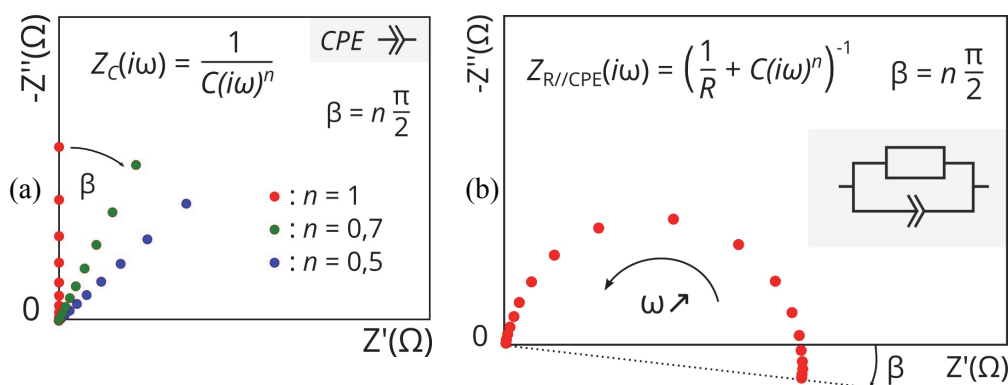 -Z"(Ω)
Z_C(iω) = 1 / C(iω)^n
CPE
β = n π/2
β
(a)
: n = 1
: n = 0,7
: n = 0,5
0
Z'(Ω)
-Z"(Ω)
Z_R//CPE(iω) = (1/R + C(iω)^n)^-1
β = n π/2
(b)
ω↗
0
β
Z'(Ω)